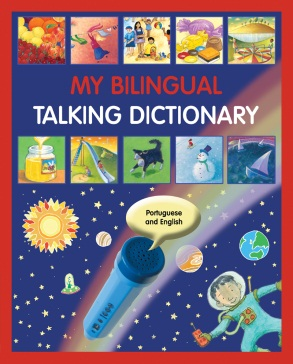 MY BILINGUAL
TALKING DICTIONARY
Portuguese
and English